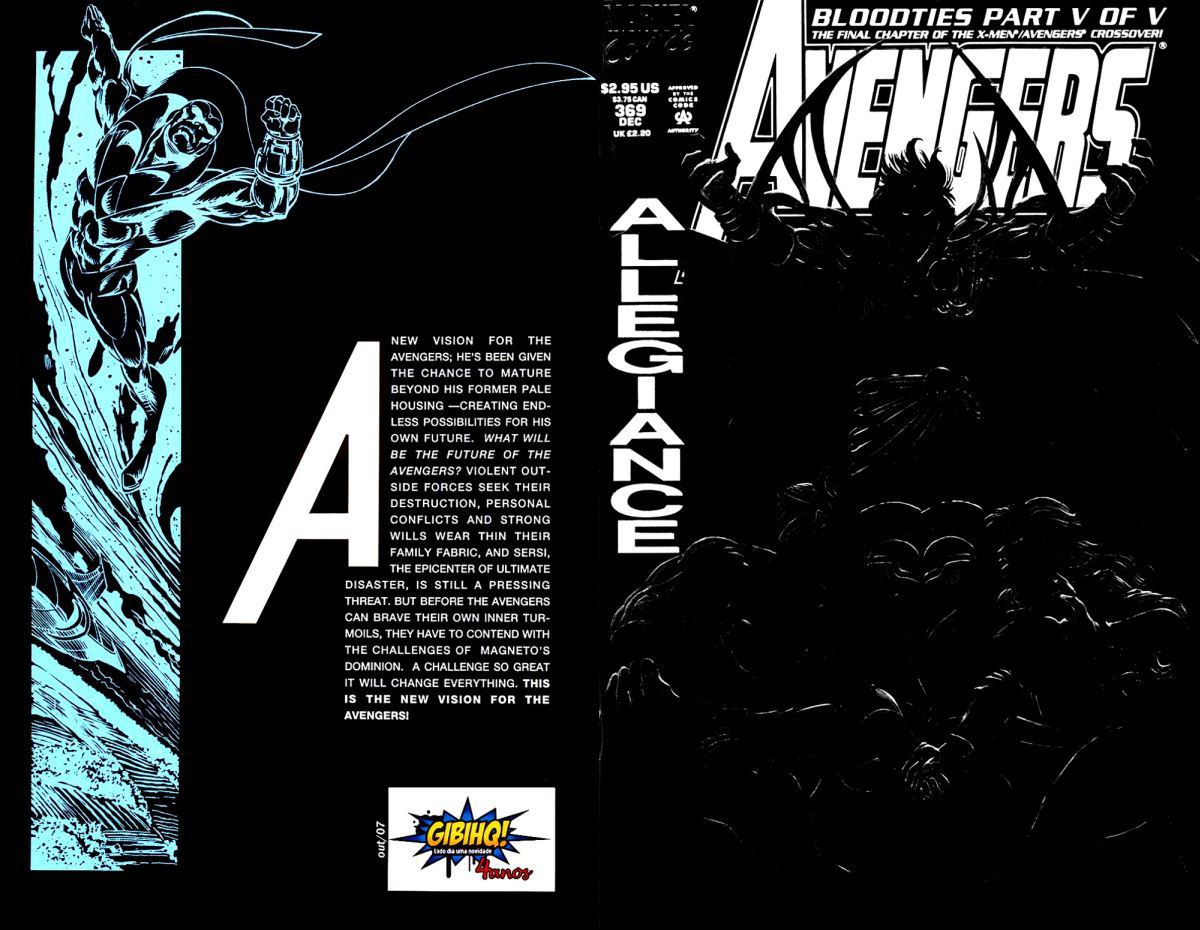 A
NEW VISION FOR THE
AVENGERS; HE'S BEEN GIVEN
THE CHANCE TO MATURE
BEYOND HIS FORMER PALE
HOUSING —CREATING END-
LESS POSSIBILITIES FOR HIS
OWN FUTURE. WHAT WILL
BE THE FUTURE OF THE
AVENGERS? VIOLENT OUT-
SIDE FORCES SEEK THEIR
DESTRUCTION, PERSONAL
CONFLICTS AND STRONG
WILLS WEAR THIN THEIR
FAMILY FABRIC, AND SERSI,
THE EPICENTER OF ULTIMATE
DISASTER, IS STILL A PRESSING
THREAT. BUT BEFORE THE AVENGERS
CAN BRAVE THEIR OWN INNER TUR-
MOILS, THEY HAVE TO CONTEND WITH
THE CHALLENGES OF MAGNETO'S
DOMINION. A CHALLENGE SO GREAT
IT WILL CHANGE EVERYTHING. THIS
IS THE NEW VISION FOR THE
AVENGERS!
out/07
GIBIHQ!
todo dia uma novidade
4anos
MARVEL®
COMICS
$2.95 US
$3.75 CAN
369
DEC
UK £2.20
APPROVED
BY THE
COMICS
CODE
AUTHORITY
BLOODTIES PART V OF V
THE FINAL CHAPTER OF THE X-MEN®/AVENGERS® CROSSOVER!
AVENGERS®
ALLEGIANCE